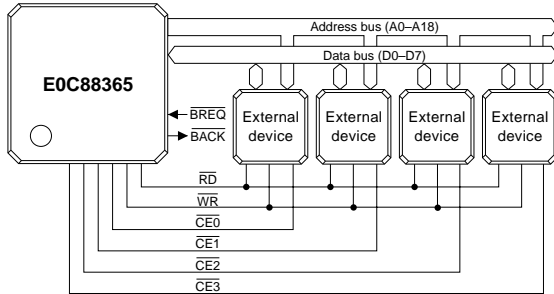 Address bus (A0–A18)
Data bus (D0–D7)
E0C88365
BREQ
BACK
External device
External device
External device
External device
RD
WR
CE0
CE1
CE2
CE3